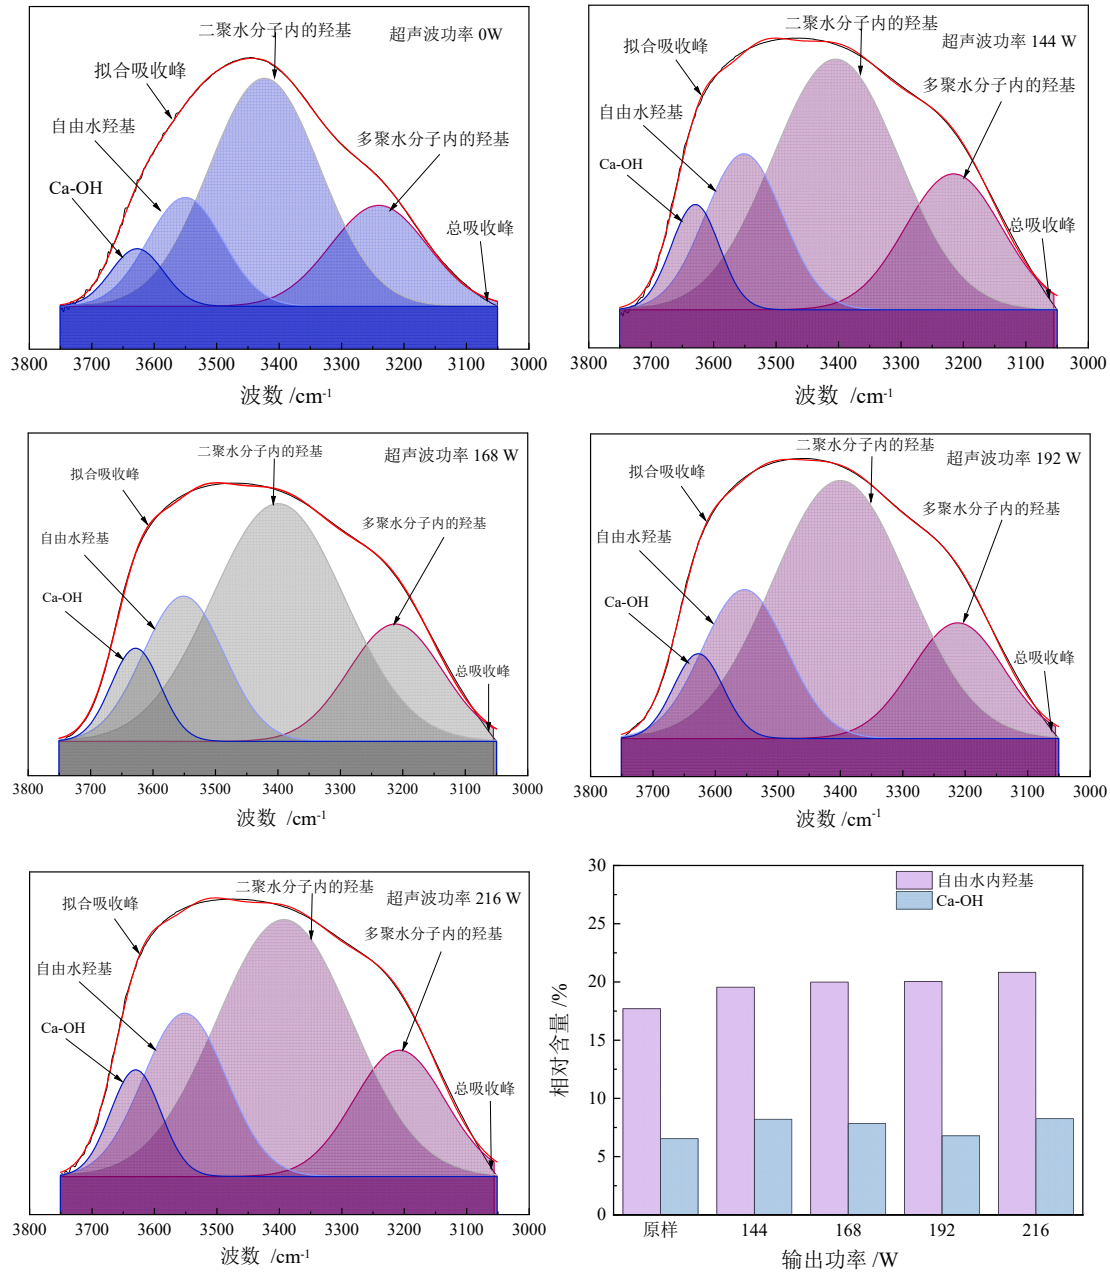 二聚水分子内的羟基
超声波功率 0W
拟合吸收峰
自由水羟基
多聚水分子内的羟基
Ca-OH
总吸收峰
3800 3700 3600 3500 3400 3300 3200 3100 3000
波数 /cm-1
二聚水分子内的羟基
超声波功率 144 W
拟合吸收峰
多聚水分子内的羟基
自由水羟基
Ca-OH
总吸收峰
3800 3700 3600 3500 3400 3300 3200 3100 3000
波数 /cm-1
二聚水分子内的羟基
超声波功率 168 W
拟合吸收峰
多聚水分子内的羟基
自由水羟基
Ca-OH
总吸收峰
3800 3700 3600 3500 3400 3300 3200 3100 3000
波数 /cm-1
二聚水分子内的羟基
超声波功率 192 W
拟合吸收峰
多聚水分子内的羟基
自由水羟基
Ca-OH
总吸收峰
3800 3700 3600 3500 3400 3300 3200 3100 3000
波数 /cm-1
二聚水分子内的羟基
超声波功率 216 W
拟合吸收峰
多聚水分子内的羟基
自由水羟基
Ca-OH
总吸收峰
3800 3700 3600 3500 3400 3300 3200 3100 3000
波数 /cm-1
30
25
20
15
10
5
0
相对含量 /%
自由水内羟基
Ca-OH
原样 144 168 192 216
输出功率 /W